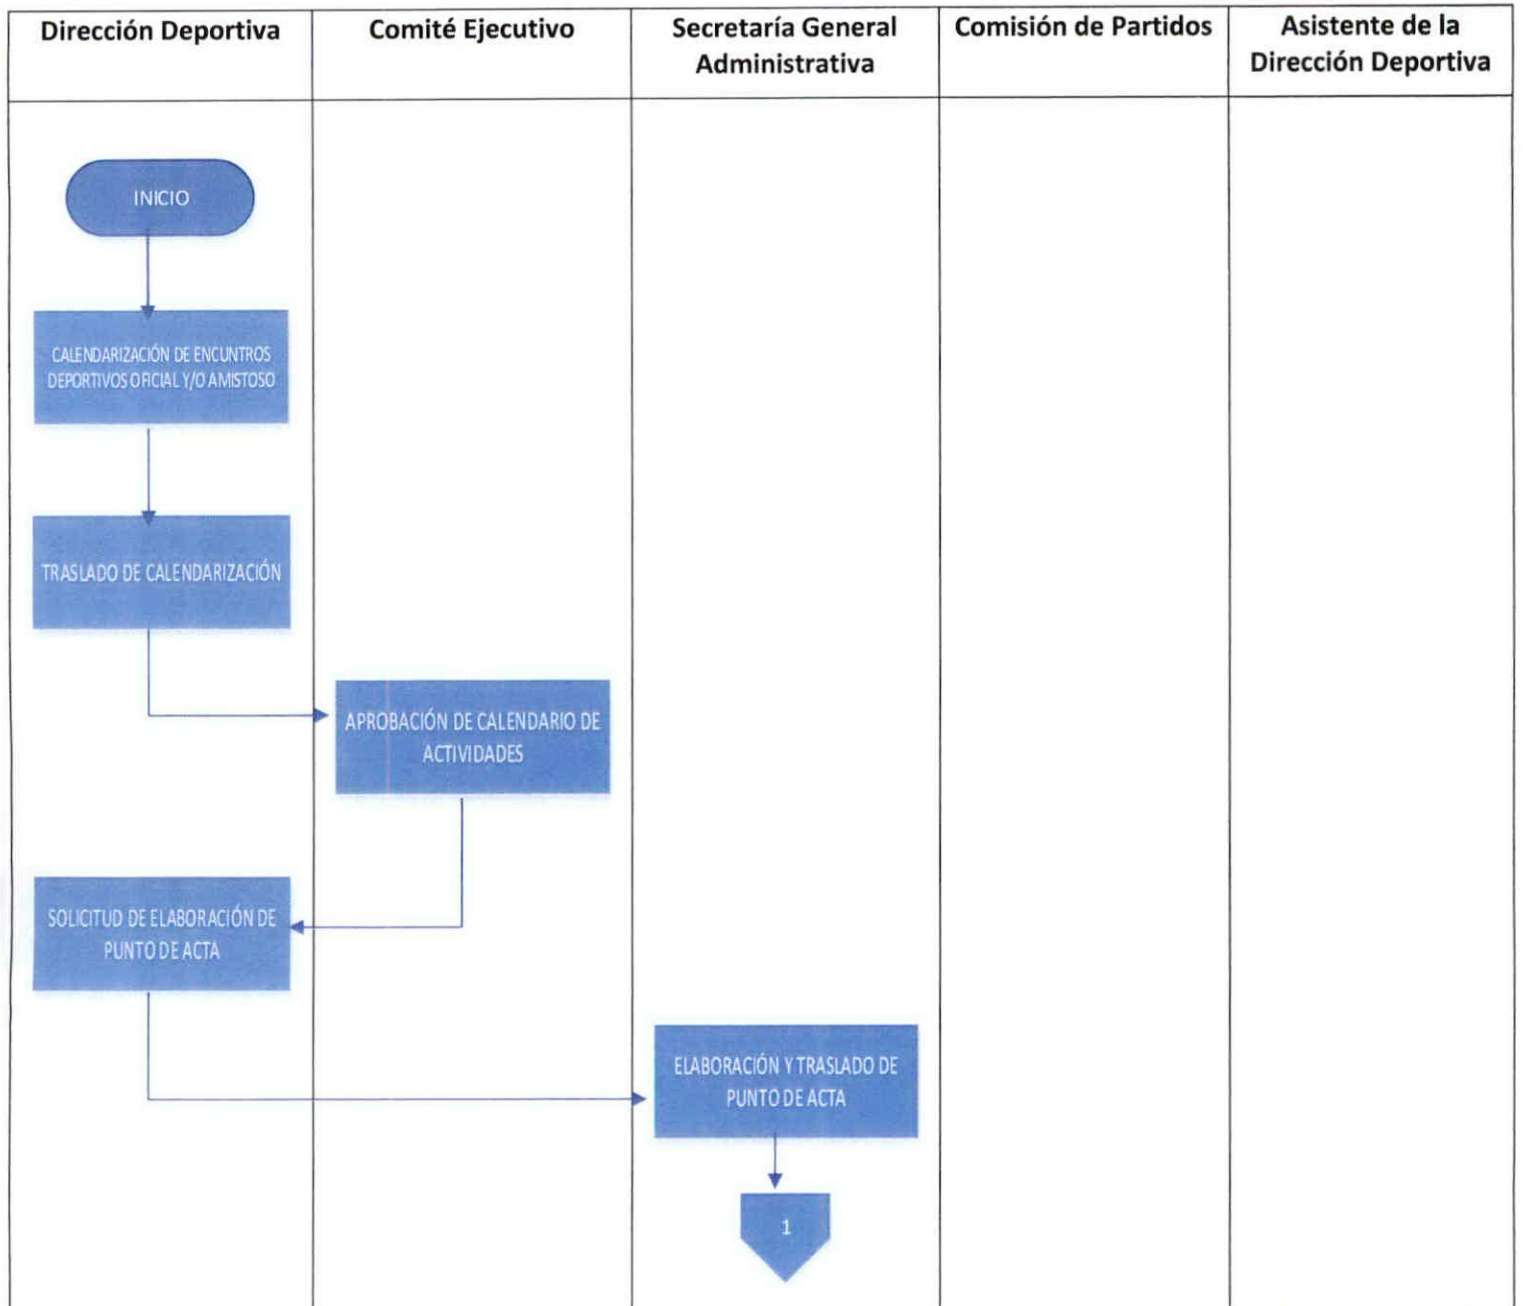 Dirección Deportiva
Comité Ejecutivo
Secretaría General
Administrativa
Comisión de Partidos
Asistente de la
Dirección Deportiva
INICIO
CALENDARIZACIÓN DE ENCUNTROS
DEPORTIVOS OFICIAL Y/O AMISTOSO
TRASLADO DE CALENDARIZACIÓN
APROBACIÓN DE CALENDARIO DE
ACTIVIDADES
SOLICITUD DE ELABORACIÓN DE
PUNTO DE ACTA
ELABORACIÓN Y TRASLADO DE
PUNTO DE ACTA
1